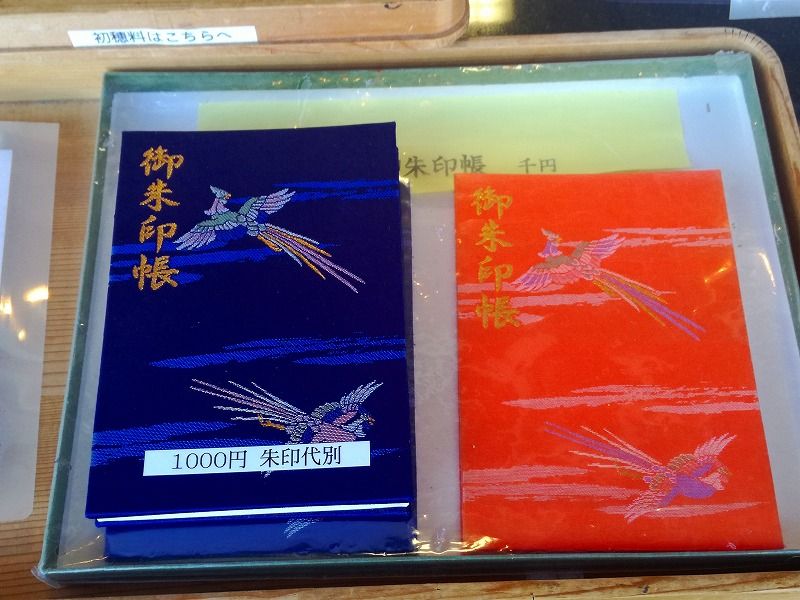 初穂料はこちらへ
朱印帳 千円
御朱印帳
御朱印帳
1000円 朱印代別